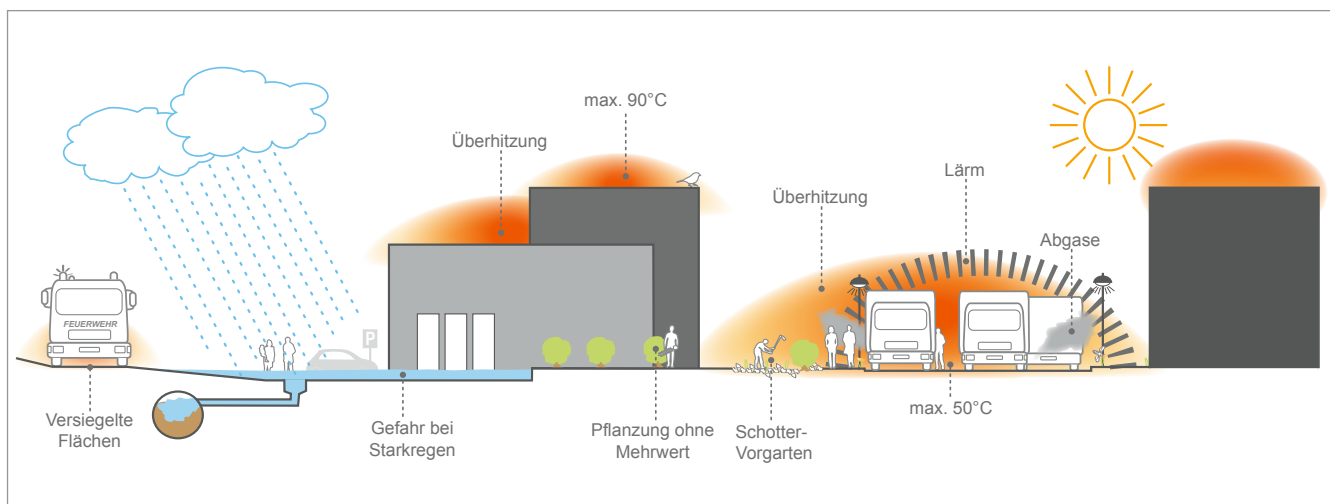 max. 90°C
Überhitzung
Lärm
Überhitzung
Abgase
FEUERWEHR
P
Versiegelte
Flächen
Gefahr bei
Starkregen
Pflanzung ohne
Mehrwert
Schotter-
Vorgarten
max. 50°C